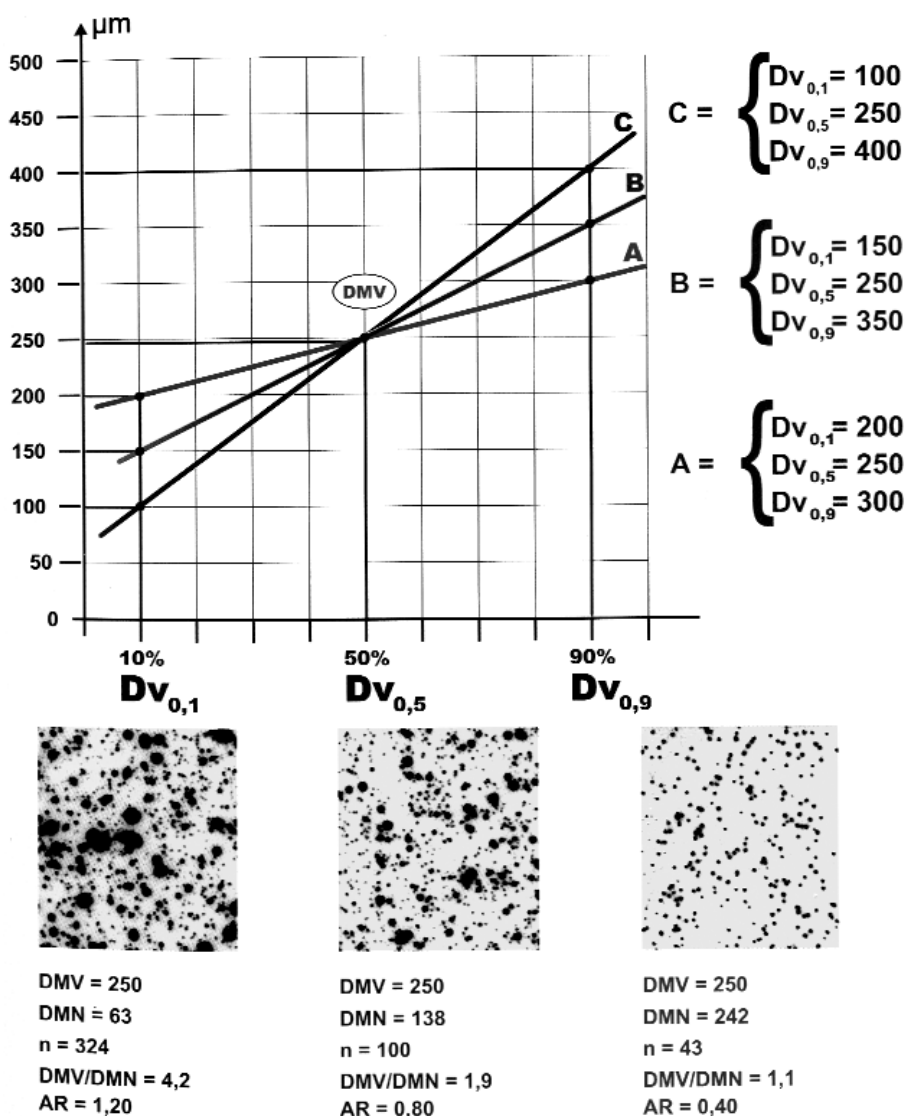 µm
500
450
400
350
300
250
200
150
100
50
0
C
B
A
DMV
10%
50%
90%
Dv0,1
Dv0,5
Dv0,9
C =
Dv0,1= 100
Dv0,5= 250
Dv0,9= 400
B =
Dv0,1= 150
Dv0,5= 250
Dv0,9= 350
A =
Dv0,1= 200
Dv0,5= 250
Dv0,9= 300
DMV = 250
DMN = 63
n = 324
DMV/DMN = 4,2
AR = 1,20
DMV = 250
DMN = 138
n = 100
DMV/DMN = 1,9
AR = 0,80
DMV = 250
DMN = 242
n = 43
DMV/DMN = 1,1
AR = 0,40